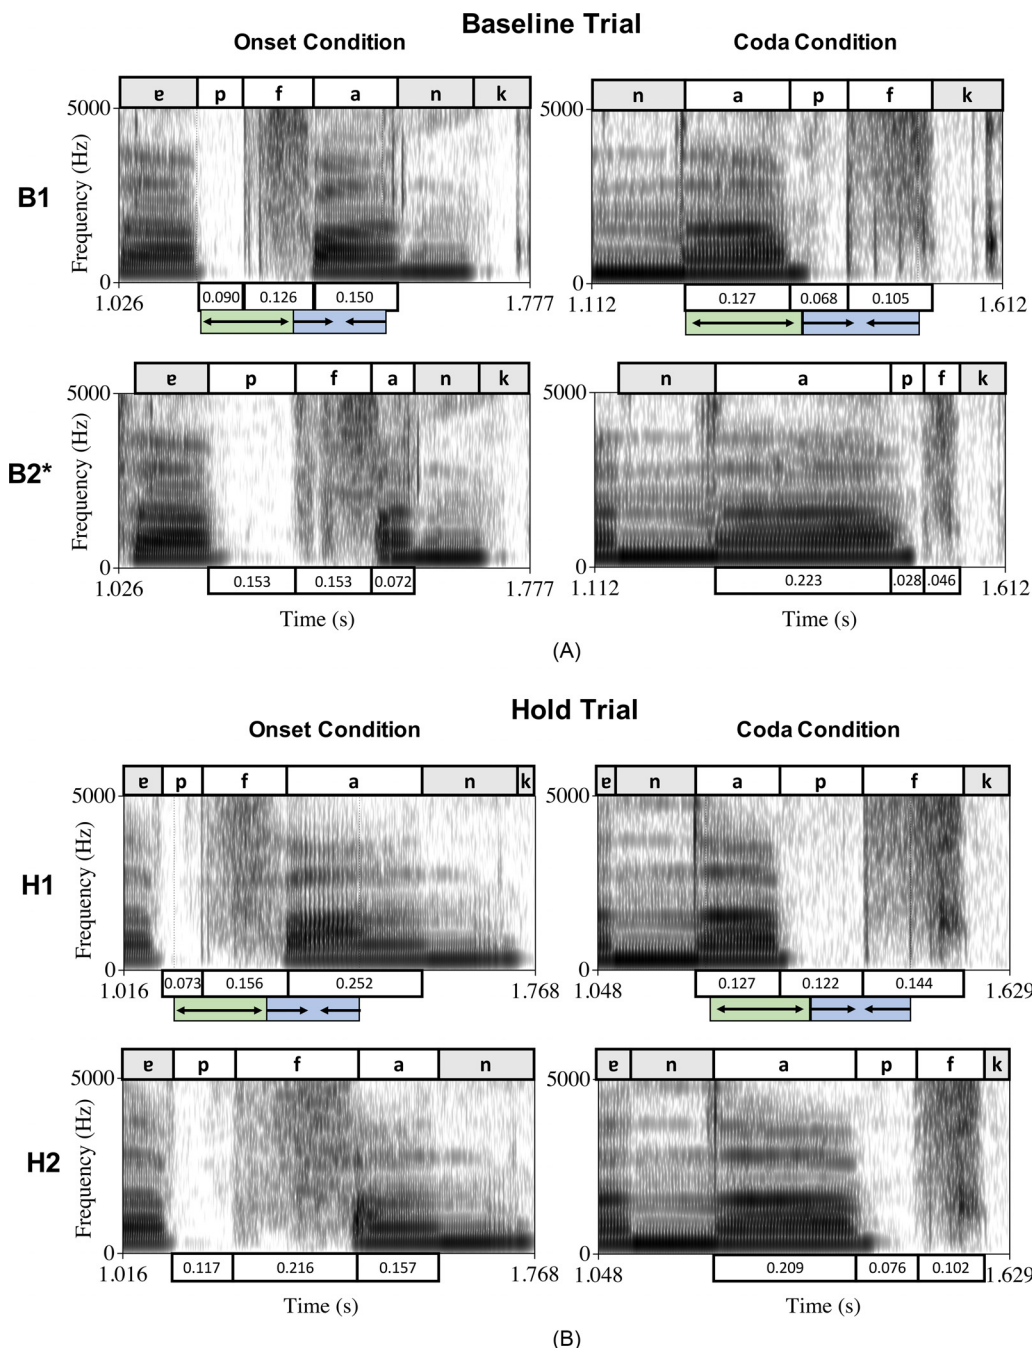 Baseline Trial
Onset Condition
Coda Condition
B1
Frequency (Hz)
5000
0
ɐ p f a n k
0.090 0.126 0.150
1.026 1.777
n a p f k
5000
0
0.127 0.068 0.105
1.112 1.612
B2*
Frequency (Hz)
5000
0
ɐ p f a n k
0.153 0.153 0.072
1.026 1.777
Time (s)
n a p f k
5000
0
0.223 .028 .046
1.112 1.612
Time (s)
(A)
Hold Trial
Onset Condition
Coda Condition
H1
Frequency (Hz)
5000
0
ɐ p f a n k
0.073 0.156 0.252
1.016 1.768
ɐ n a p f k
5000
0
0.127 0.122 0.144
1.048 1.629
H2
Frequency (Hz)
5000
0
ɐ p f a n
0.117 0.216 0.157
1.016 1.768
Time (s)
ɐ n a p f k
5000
0
0.209 0.076 0.102
1.048 1.629
Time (s)
(B)